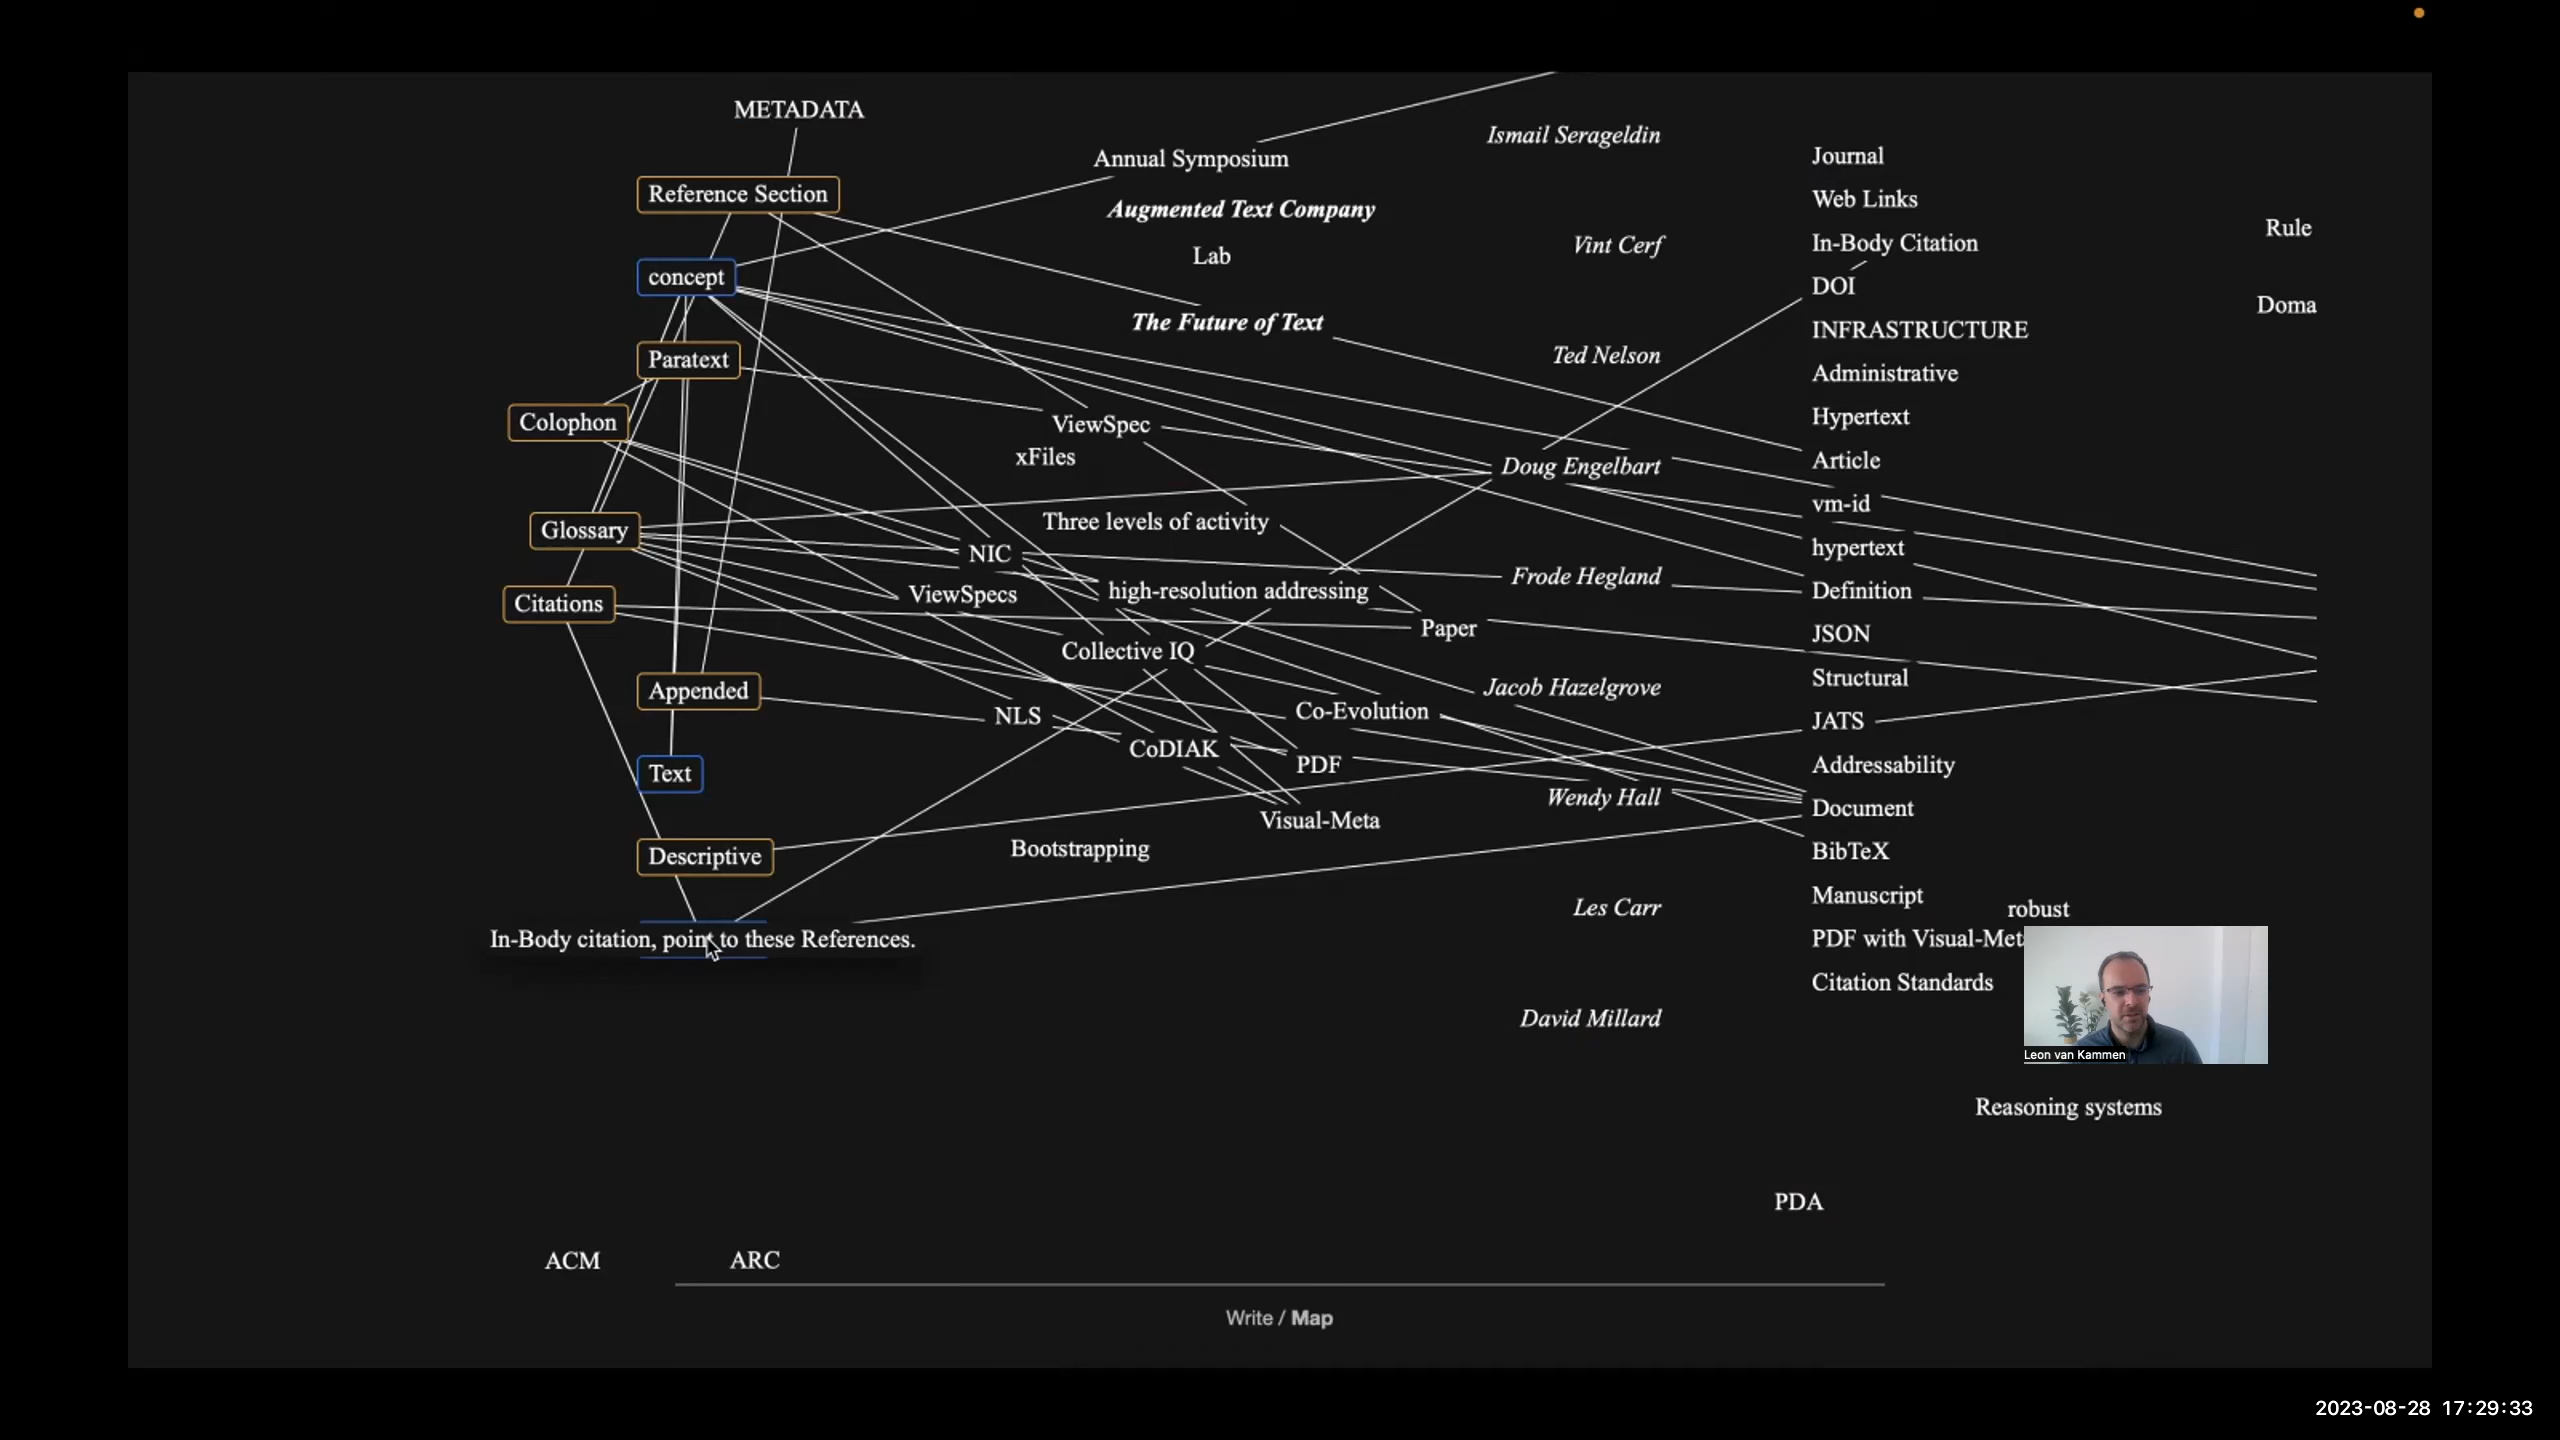 METADATA
Reference Section
concept
Paratext
Colophon
Glossary
Citations
Appended
Text
Descriptive
In-Body citation, point to these References.
ACM
ARC
Annual Symposium
Augmented Text Company
Lab
The Future of Text
ViewSpec
xFiles
Three levels of activity
NIC
ViewSpecs
high-resolution addressing
Collective IQ
Paper
NLS
Co-Evolution
CoDIAK
PDF
Visual-Meta
Bootstrapping
Ismail Serageldin
Vint Cerf
Ted Nelson
Doug Engelbart
Frode Hegland
Jacob Hazelgrove
Wendy Hall
Les Carr
David Millard
Journal
Web Links
In-Body Citation
DOI
INFRASTRUCTURE
Administrative
Hypertext
Article
vm-id
hypertext
Definition
JSON
Structural
JATS
Addressability
Document
BibTeX
Manuscript
robust
PDF with Visual-Met
Citation Standards
Rule
Doma
Leon van Kammen
Reasoning systems
PDA
Write / Map
2023-08-28 17:29:33